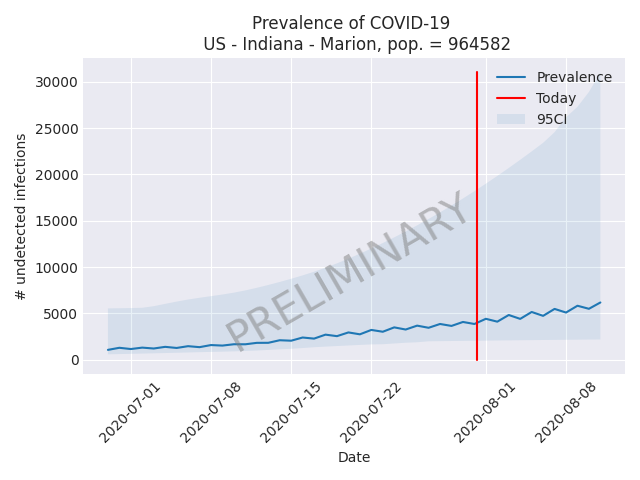 Prevalence of COVID-19
US - Indiana - Marion, pop. = 964582
# undetected infections
30000
25000
20000
15000
10000
5000
0
Prevalence
Today
95CI
PRELIMINARY
2020-07-01
2020-07-08
2020-07-15
2020-07-22
2020-08-01
2020-08-08
Date